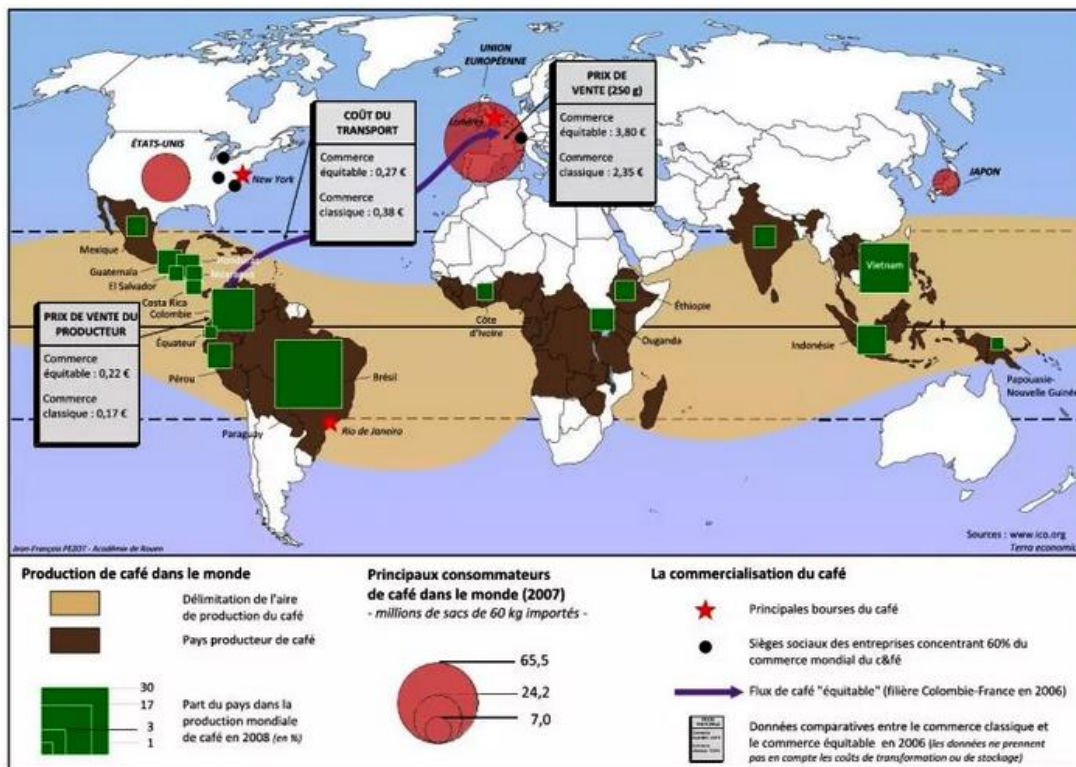 UNION
EUROPÉENNE
PRIX DE
VENTE (250 g)
Commerce
équitable : 3,80 €
Commerce
classique : 2,35 €
COÛT DU
TRANSPORT
Commerce
équitable : 0,27 €
Commerce
classique : 0,38 €
Londres
ÉTATS-UNIS
New York
JAPON
Mexique
Guatemala
Honduras
Nicaragua
El Salvador
Costa Rica
Colombie
Vietnam
PRIX DE VENTE DU
PRODUCTEUR
Commerce
équitable : 0,22 €
Commerce
classique : 0,17 €
Équateur
Pérou
Brésil
Paraguay
Rio de Janeiro
Côte
d'Ivoire
Éthiopie
Ouganda
Indonésie
Papouasie-
Nouvelle Guinée
Jean-François PEZOT - Académie de Rouen
Sources : www.ico.org
Terra economic
Production de café dans le monde
Délimitation de l'aire
de production du café
Pays producteur de café
30
17
3
1
Part du pays dans la
production mondiale
de café en 2008 (en %)
Principaux consommateurs
de café dans le monde (2007)
- millions de sacs de 60 kg importés -
65,5
24,2
7,0
La commercialisation du café
Principales bourses du café
Sièges sociaux des entreprises concentrant 60% du
commerce mondial du c&fé
Flux de café "équitable" (filière Colombie-France en 2006)
Données comparatives entre le commerce classique et
le commerce équitable en 2006 (les données ne prennent
pas en compte les coûts de transformation ou de stockage)